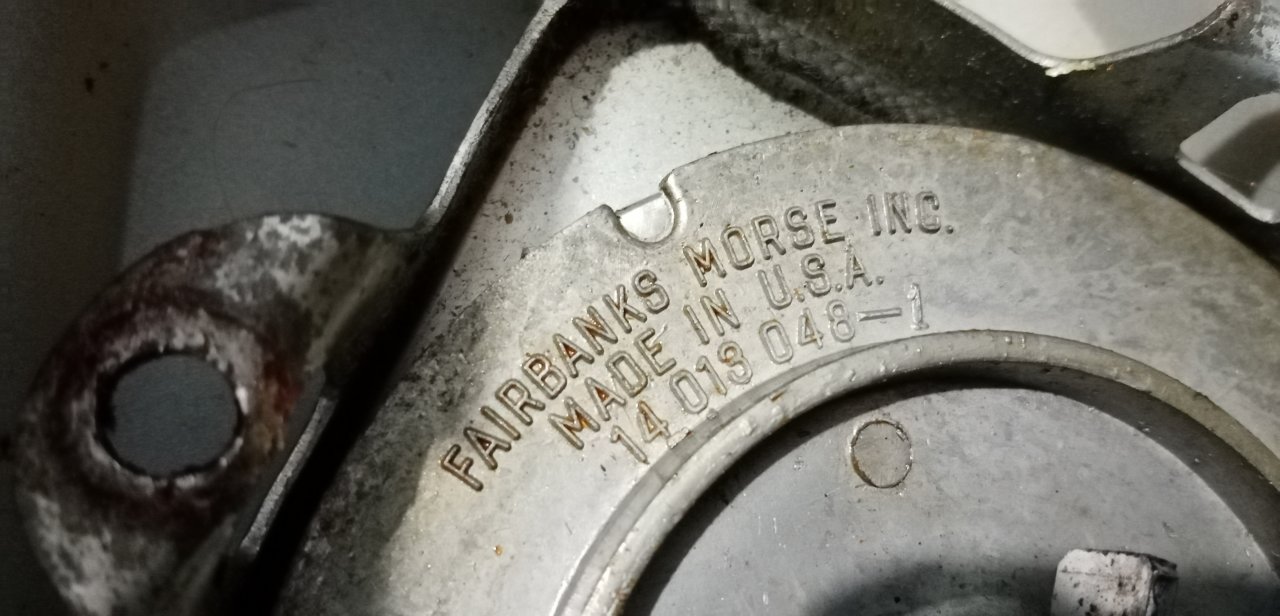 FAIRBANKS MORSE INC.
MADE IN U.S.A.
14 013 048-1